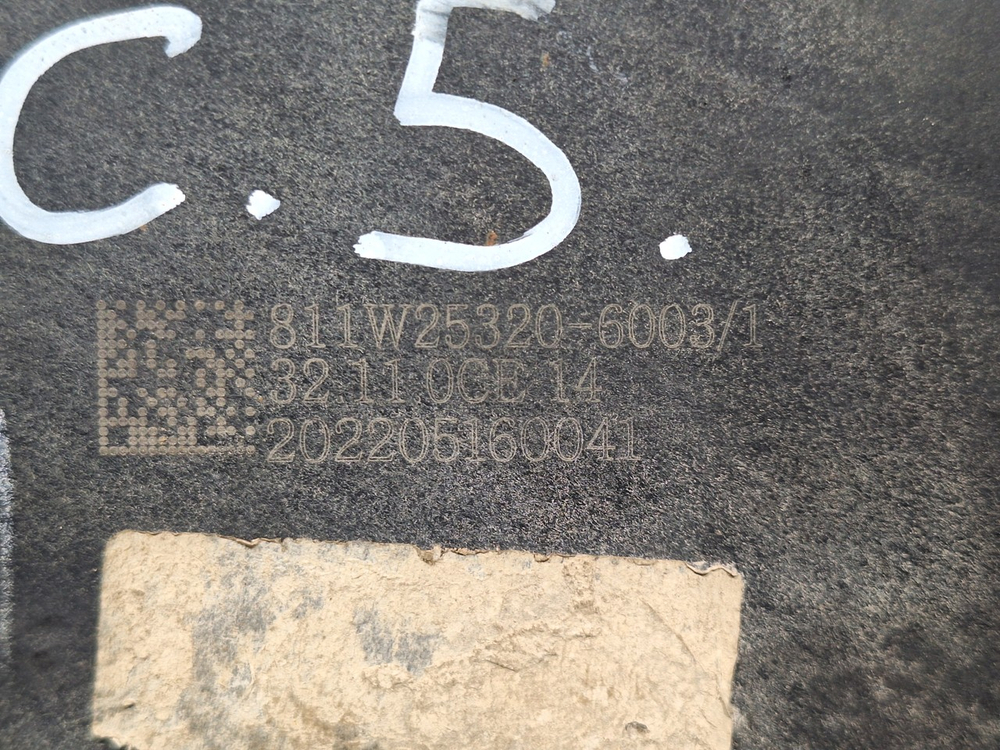 C. 5.
811W25320-6003/1
32 11 0CE 14
202205160041